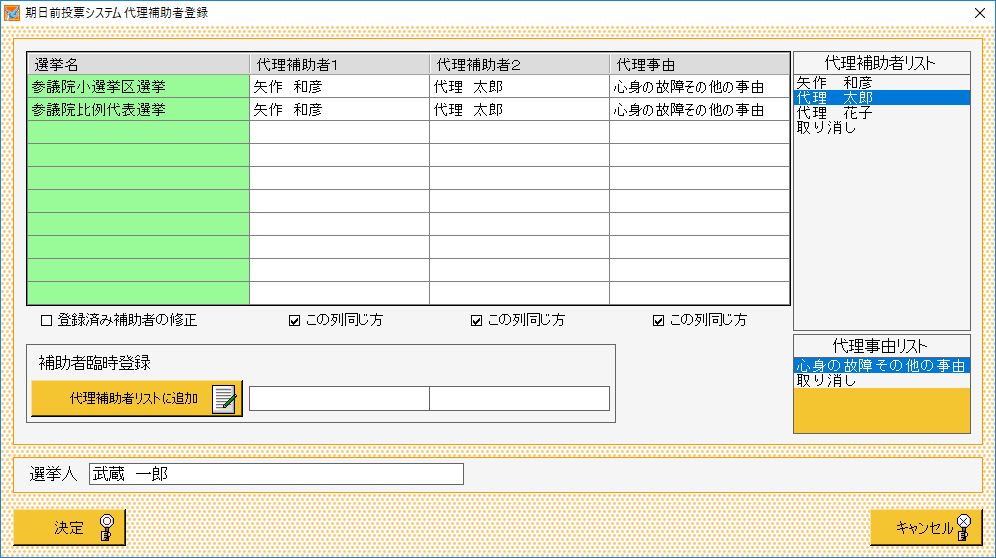 期日前投票システム 代理補助者登録
選挙名 代理補助者1 代理補助者2 代理事由
参議院小選挙区選挙 矢作 和彦 代理 太郎 心身の故障その他の事由
参議院比例代表選挙 矢作 和彦 代理 太郎 心身の故障その他の事由
代理補助者リスト
矢作 和彦
代理 太郎
代理 花子
取り消し
登録済み補助者の修正 この列同じ方 この列同じ方 この列同じ方
代理事由リスト
心身の故障その他の事由
取り消し
補助者臨時登録
代理補助者リストに追加
選挙人 武蔵 一郎
決定 キャンセル